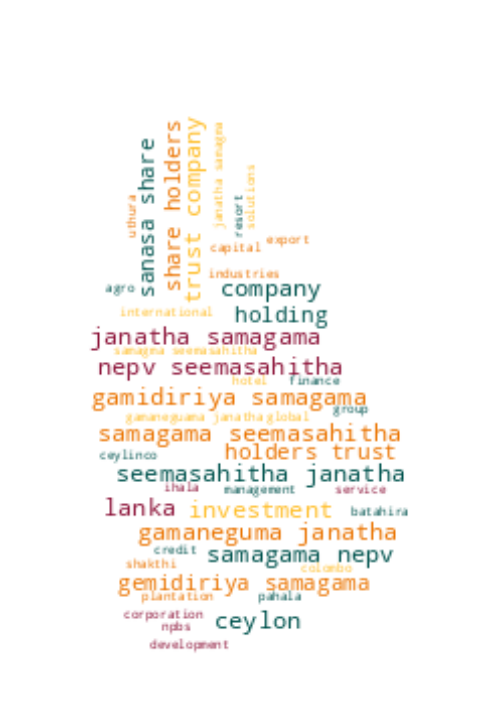 uthura
sanasa share
share holders
trust company
janatha samagma
resort
solutions
capital
export
industries
agro
company
international
holding
janatha samagama
samagma seemasahitha
nepv seemasahitha
hotel
finance
gamidiriya samagama
group
gamaneguama janatha
global
samagama seemasahitha
holders trust
ceylinco
seemasahitha janatha
ihala
management
service
lanka
investment
batahira
gamaneguma janatha
credit
samagama nepv
shakthi
colombo
gemidiriya samagama
plantation
pahala
corporation
npbs
ceylon
development